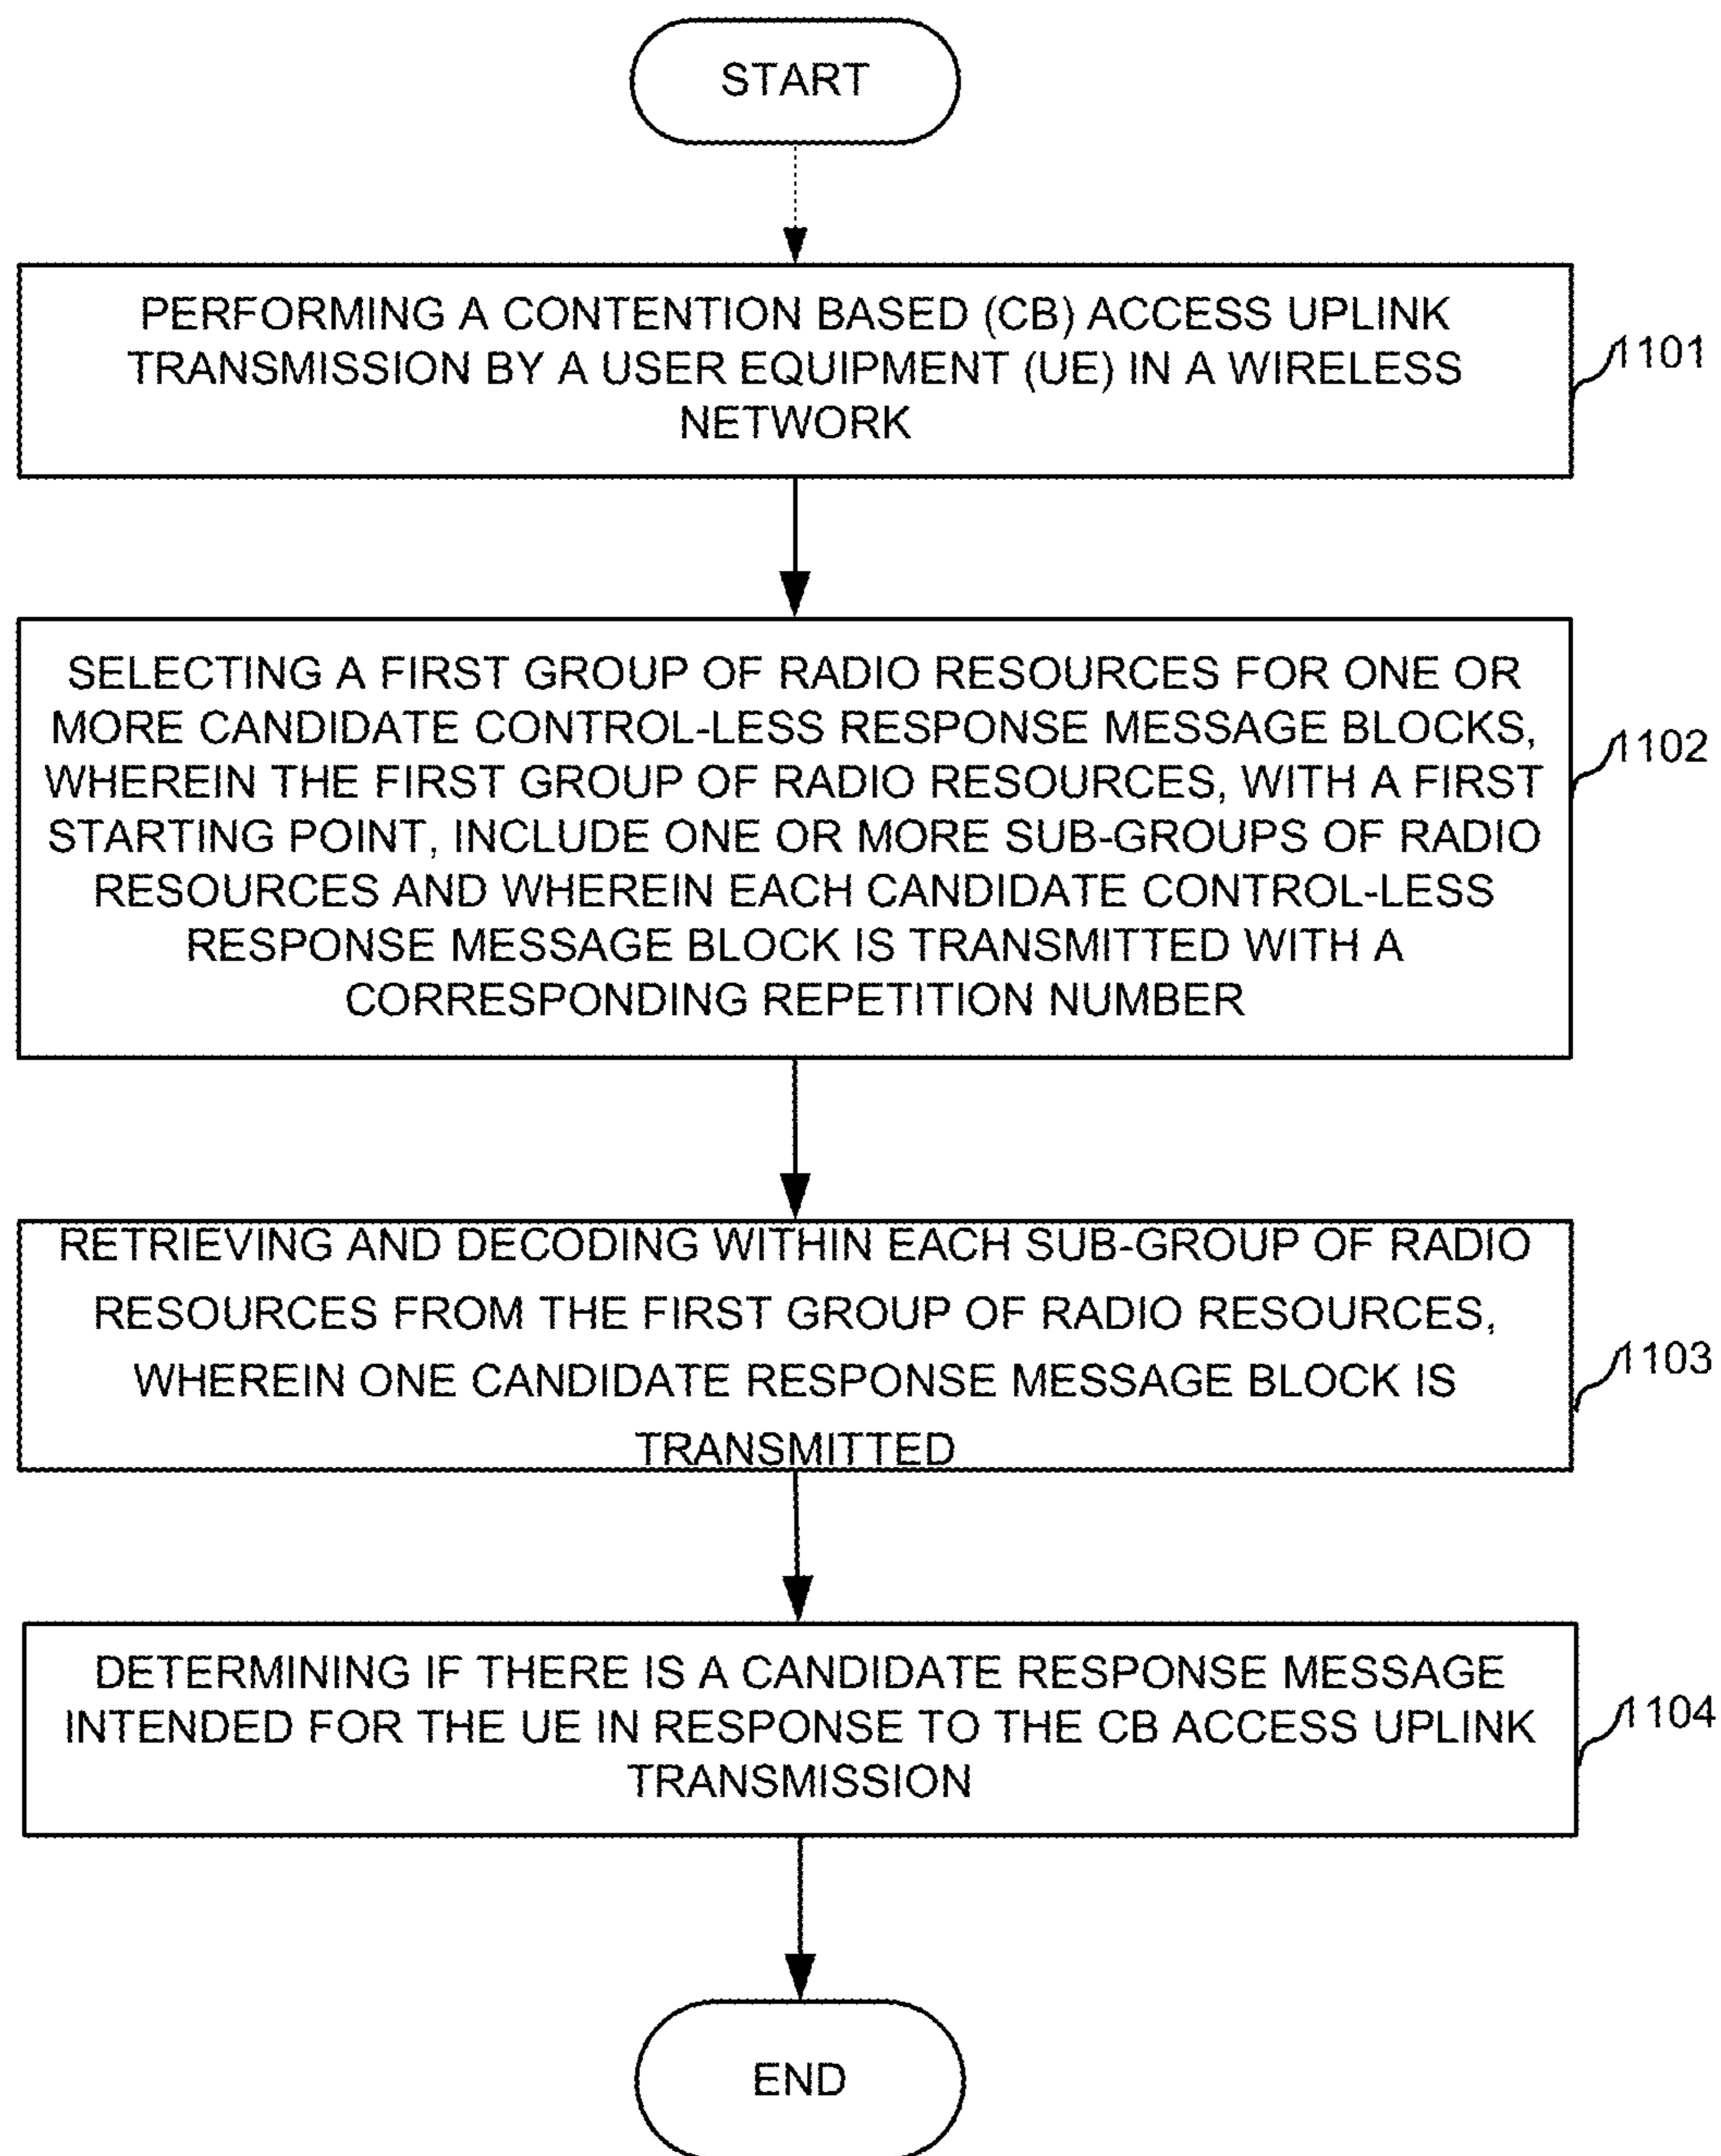 START
PERFORMING A CONTENTION BASED (CB) ACCESS UPLINK
TRANSMISSION BY A USER EQUIPMENT (UE) IN A WIRELESS
NETWORK
1101
SELECTING A FIRST GROUP OF RADIO RESOURCES FOR ONE OR
MORE CANDIDATE CONTROL-LESS RESPONSE MESSAGE BLOCKS,
WHEREIN THE FIRST GROUP OF RADIO RESOURCES, WITH A FIRST
STARTING POINT, INCLUDE ONE OR MORE SUB-GROUPS OF RADIO
RESOURCES AND WHEREIN EACH CANDIDATE CONTROL-LESS
RESPONSE MESSAGE BLOCK IS TRANSMITTED WITH A
CORRESPONDING REPETITION NUMBER
1102
RETRIEVING AND DECODING WITHIN EACH SUB-GROUP OF RADIO
RESOURCES FROM THE FIRST GROUP OF RADIO RESOURCES,
WHEREIN ONE CANDIDATE RESPONSE MESSAGE BLOCK IS
TRANSMITTED
1103
DETERMINING IF THERE IS A CANDIDATE RESPONSE MESSAGE
INTENDED FOR THE UE IN RESPONSE TO THE CB ACCESS UPLINK
TRANSMISSION
1104
END